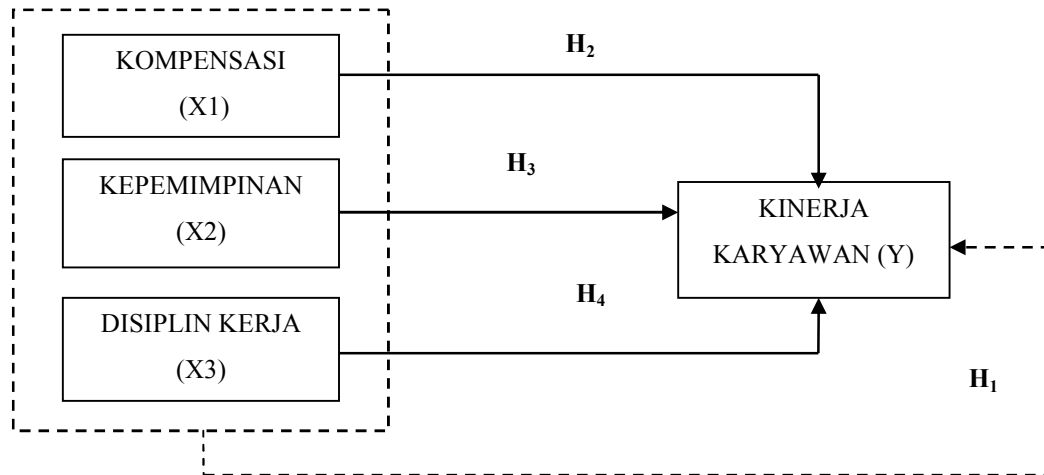 KOMPENSASI
(X1)
H₂
KEPEMIMPINAN
(X2)
H₃
KINERJA
KARYAWAN (Y)
DISIPLIN KERJA
(X3)
H₄
H₁